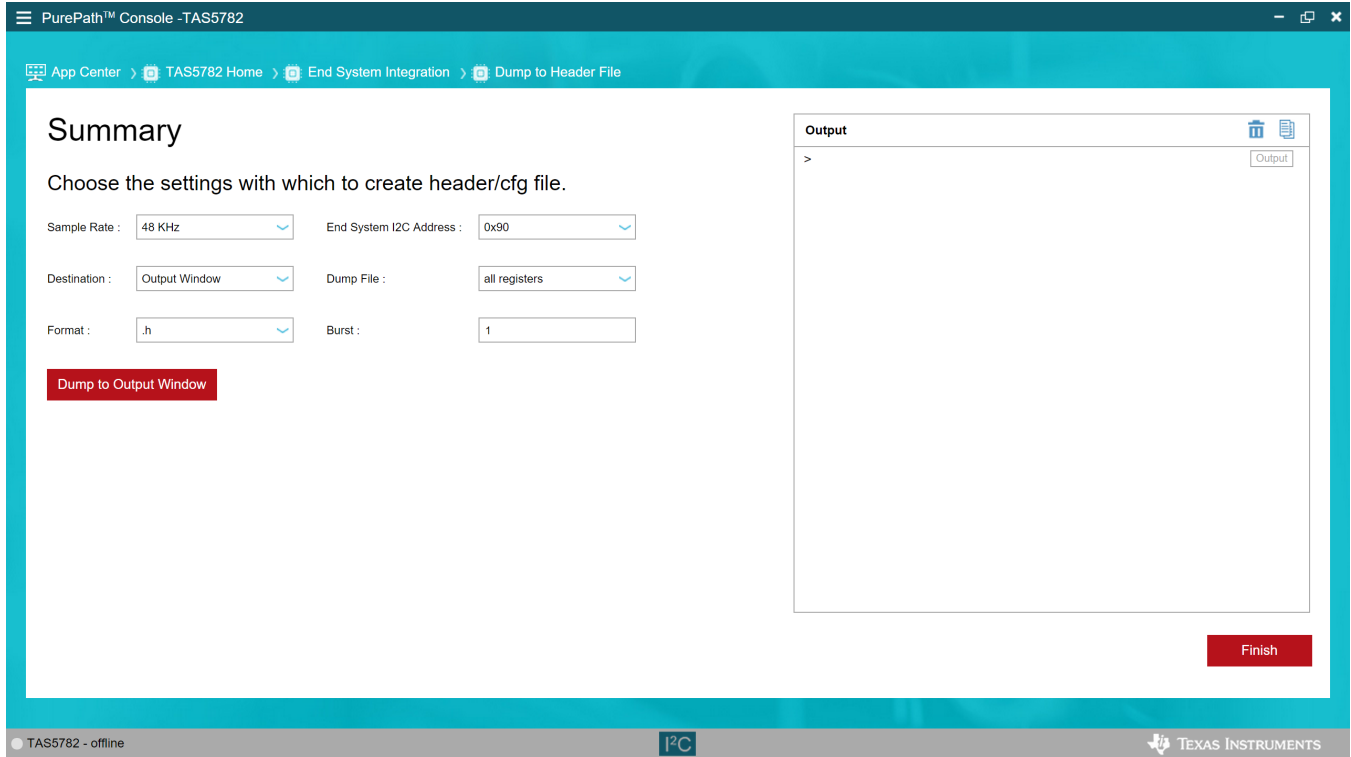 PurePath™ Console -TAS5782
App Center
TAS5782 Home
End System Integration
Dump to Header File
Summary
Choose the settings with which to create header/cfg file.
Sample Rate : 48 KHz
End System I2C Address : 0x90
Destination : Output Window
Dump File : all registers
Format : .h
Burst : 1
Dump to Output Window
Output
>
Output
Finish
TAS5782 - offline
I²C
TEXAS INSTRUMENTS